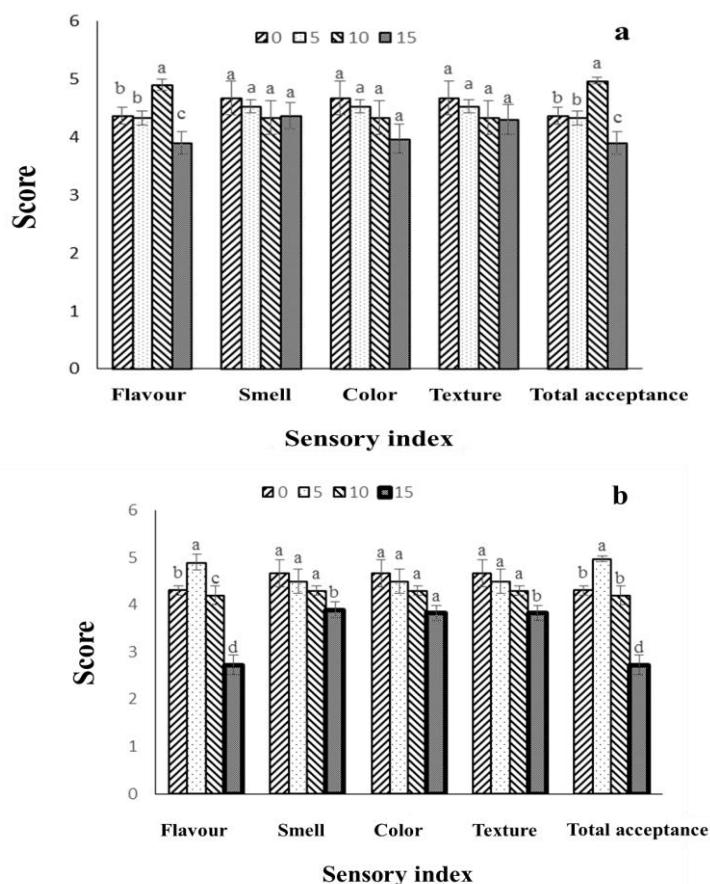 a
0 5 10 15
6
5
4
3
2
1
0
Score
b b a c
a a a a
a a a a
a a a a
b b a c
Flavour Smell Color Texture Total acceptance
Sensory index
b
0 5 10 15
6
5
4
3
2
1
0
Score
b a c d
a a a b
a a a a
a a a b
b a b d
Flavour Smell Color Texture Total acceptance
Sensory index